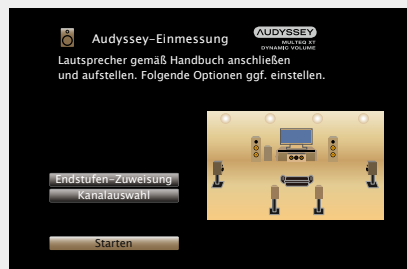 Audyssey-Einmessung
AUDYSSEY
MULTEQ XT
DYNAMIC VOLUME
Lautsprecher gemäß Handbuch anschließen
und aufstellen. Folgende Optionen ggf. einstellen.
Endstufen-Zuweisung
Kanalauswahl
Starten